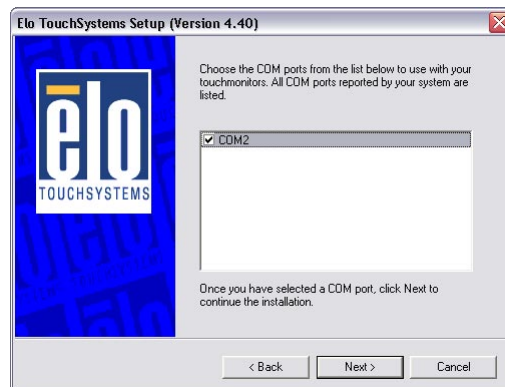 Elo TouchSystems Setup (Version 4.40)
Choose the COM ports from the list below to use with your
touchmonitors. All COM ports reported by your system are
listed.
elo
TOUCHSYSTEMS
COM2
Once you have selected a COM port, click Next to
continue the installation.
< Back
Next >
Cancel